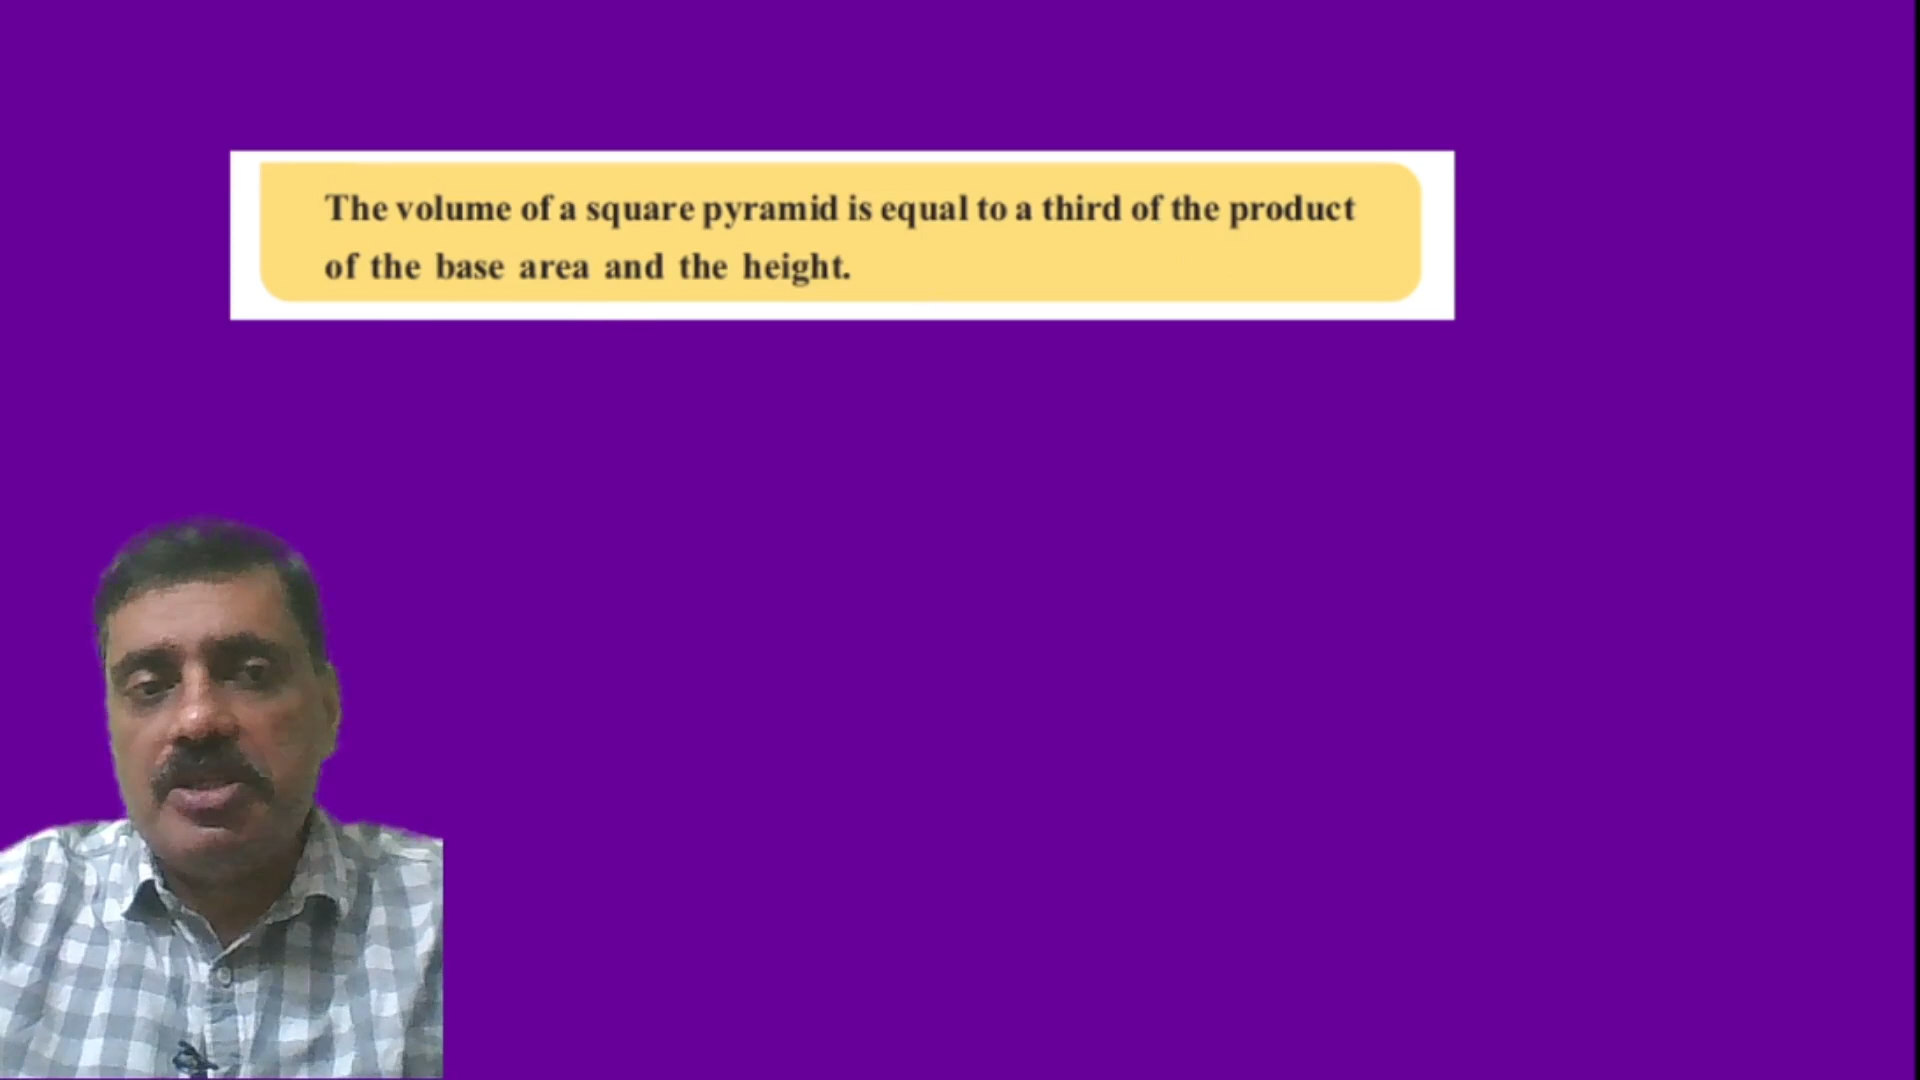 The volume of a square pyramid is equal to a third of the product
of the base area and the height.